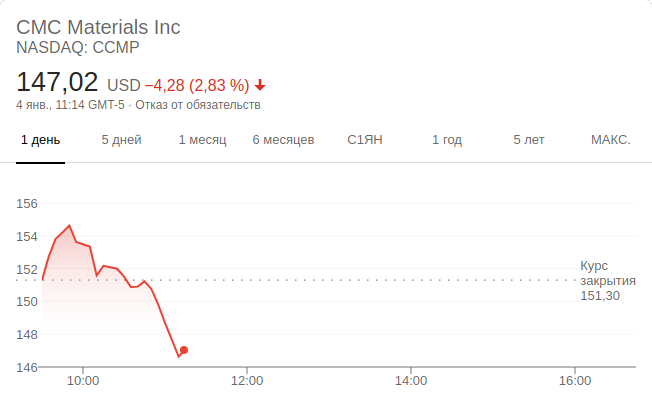 CMC Materials Inc
NASDAQ: CCMP
147,02 USD −4,28 (2,83 %)
4 янв., 11:14 GMT-5 · Отказ от обязательств
1 день 5 дней 1 месяц 6 месяцев С1ЯН 1 год 5 лет МАКС.
156
154
152
150
148
146
Курс
закрытия
151,30
10:00 12:00 14:00 16:00